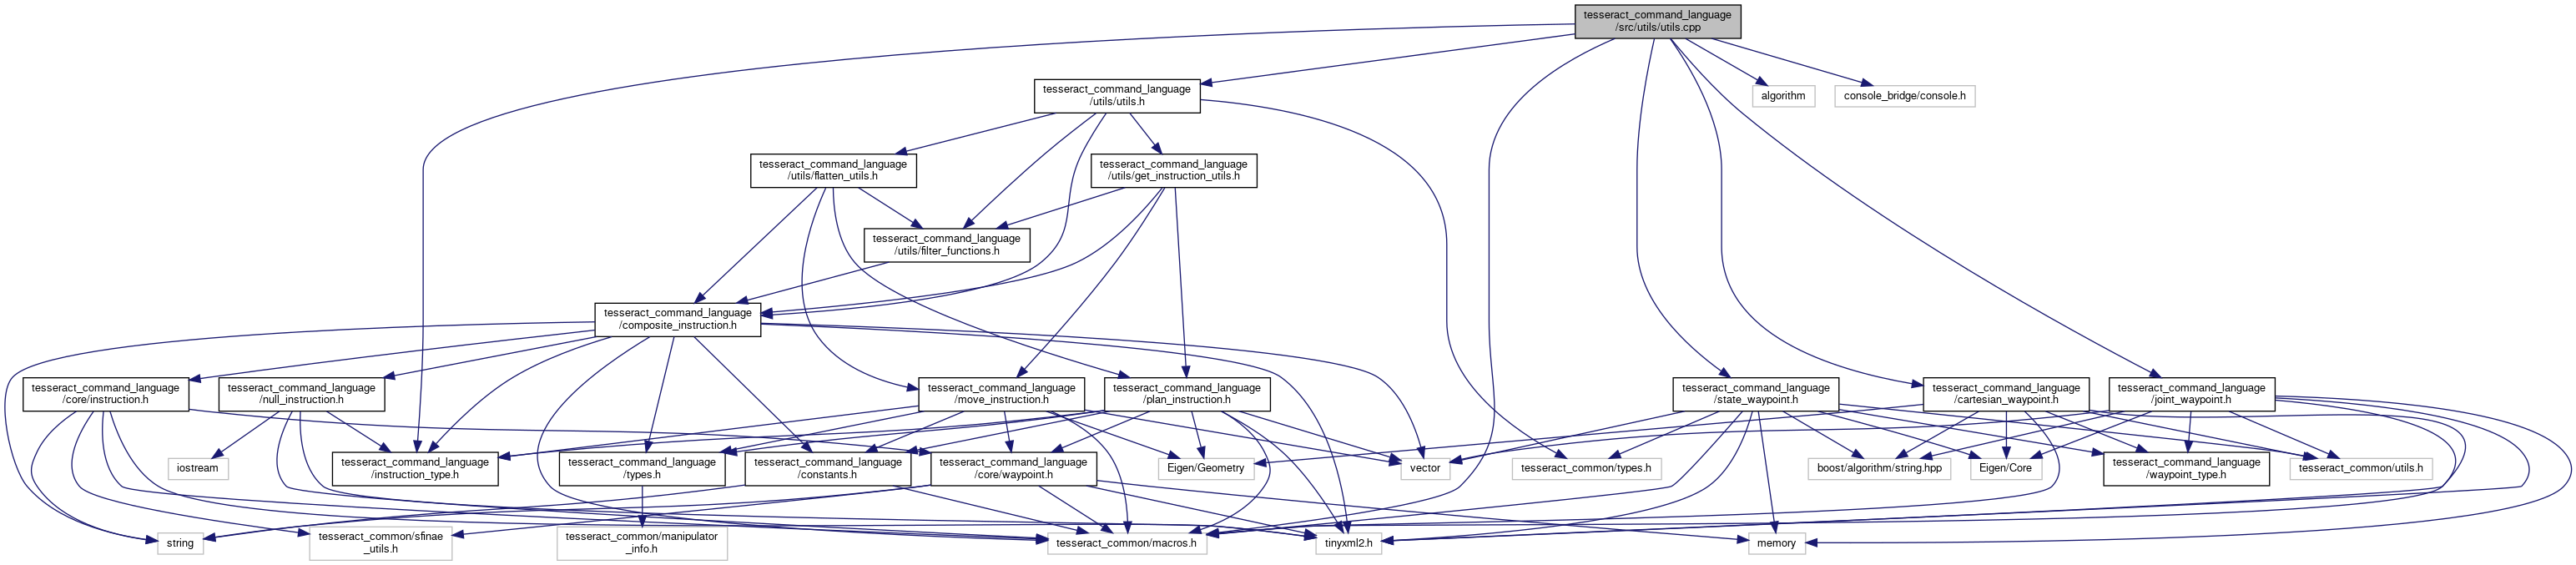 tesseract_command_language
/src/utils/utils.cpp
tesseract_command_language
/utils/utils.h
algorithm
console_bridge/console.h
tesseract_command_language
/utils/flatten_utils.h
tesseract_command_language
/utils/get_instruction_utils.h
tesseract_command_language
/utils/filter_functions.h
tesseract_command_language
/composite_instruction.h
tesseract_command_language
/core/instruction.h
tesseract_command_language
/null_instruction.h
tesseract_command_language
/move_instruction.h
tesseract_command_language
/plan_instruction.h
tesseract_command_language
/state_waypoint.h
tesseract_command_language
/cartesian_waypoint.h
tesseract_command_language
/joint_waypoint.h
iostream
tesseract_command_language
/instruction_type.h
tesseract_command_language
/types.h
tesseract_command_language
/constants.h
tesseract_command_language
/core/waypoint.h
Eigen/Geometry
vector
tesseract_common/types.h
boost/algorithm/string.hpp
Eigen/Core
tesseract_command_language
/waypoint_type.h
tesseract_common/utils.h
string
tesseract_common/sfinae
_utils.h
tesseract_common/manipulator
_info.h
tesseract_common/macros.h
tinyxml2.h
memory